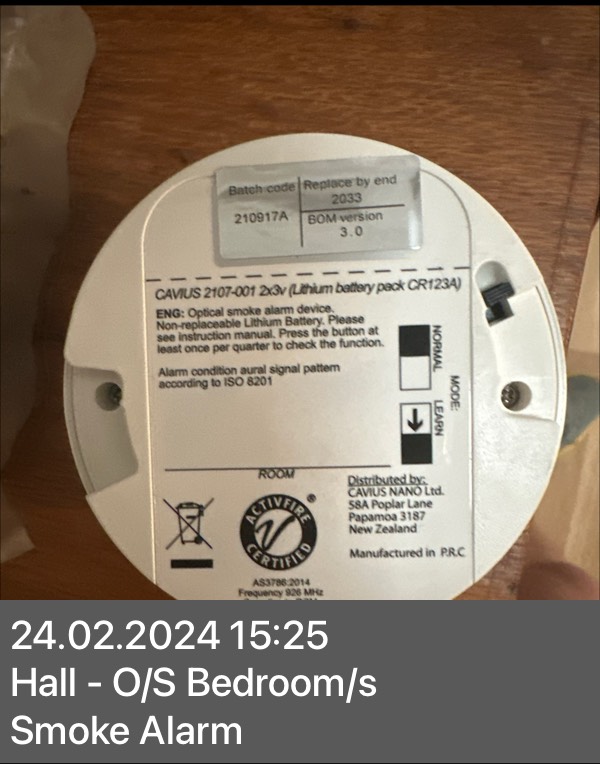 Batch code
Replace by end
2033
210917A
BOM version
3.0
CAVIUS 2107-001 2x3v (Lithium battery pack CR123A)
ENG: Optical smoke alarm device.
Non-replaceable Lithium Battery. Please
see instruction manual. Press the button at
least once per quarter to check the function.
Alarm condition aural signal pattern
according to ISO 8201
NORMAL
MODE:
LEARN
ROOM
ACTIVFIRE
®
CERTIFIED
AS3786:2014
Frequency 926 MHz
Distributed by:
CAVIUS NANO Ltd.
58A Poplar Lane
Papamoa 3187
New Zealand
Manufactured in P.R.C
24.02.2024 15:25
Hall - O/S Bedroom/s
Smoke Alarm